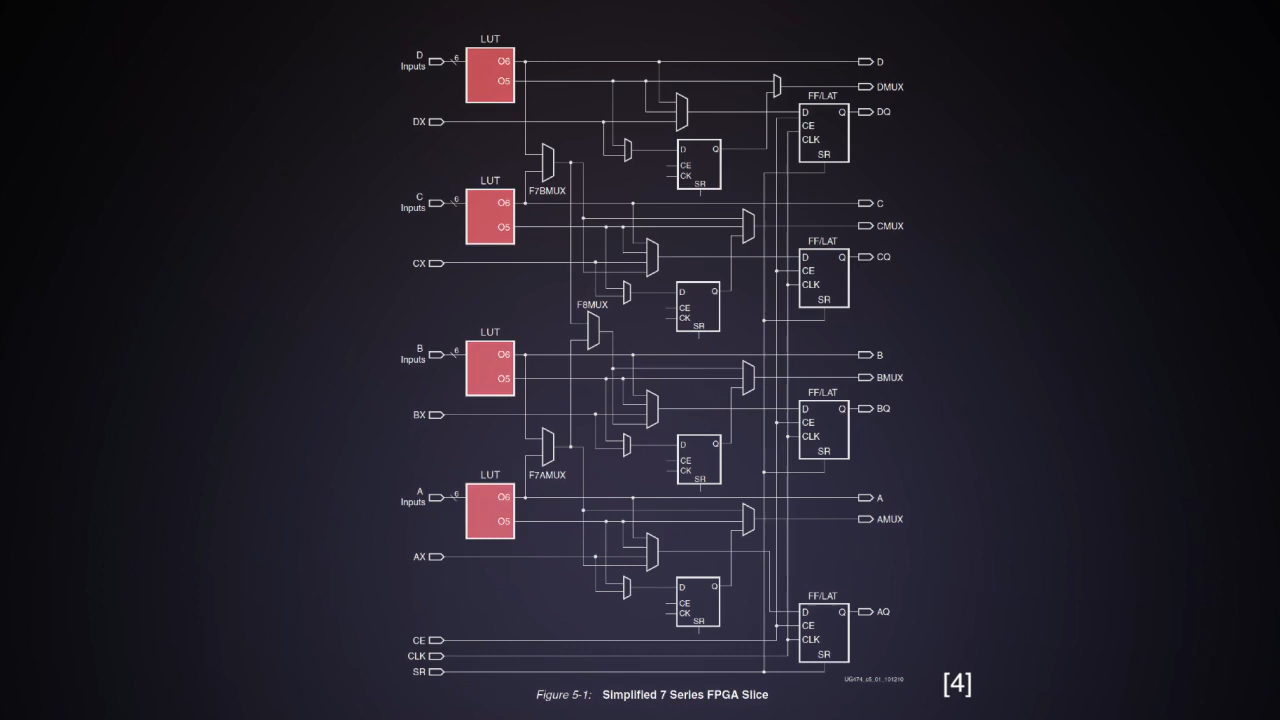 LUT
D
Inputs
6
O6
D
O5
DMUX
FF/LAT
D
Q
DQ
DX
CE
CLK
D
Q
SR
CE
CK
SR
F7BMUX
LUT
C
Inputs
6
O6
C
O5
CMUX
FF/LAT
D
Q
CQ
CX
CE
CLK
D
Q
SR
CE
CK
SR
F8MUX
LUT
B
Inputs
6
O6
B
O5
BMUX
FF/LAT
D
Q
BQ
BX
CE
CLK
D
Q
SR
CE
CK
SR
F7AMUX
LUT
A
Inputs
6
O6
A
O5
AMUX
AX
D
Q
CE
CK
SR
FF/LAT
D
Q
AQ
CE
CLK
SR
CE
CLK
SR
UG474_c5_01_101210
Figure 5-1: Simplified 7 Series FPGA Slice
[4]